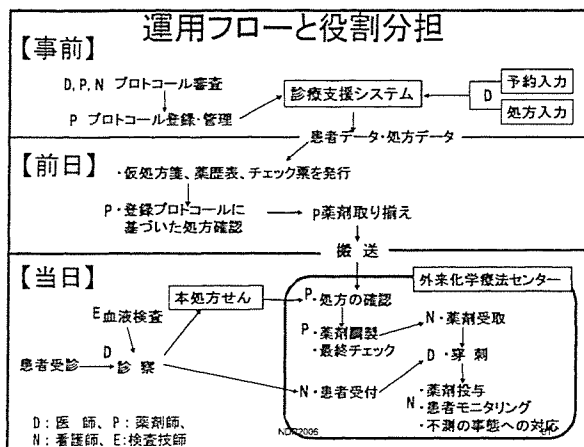 運用フローと役割分担
【事前】
D, P, N プロトコール審査
P プロトコール登録・管理
診療支援システム
D
予約入力
処方入力
患者データ・処方データ
【前日】
・仮処方箋、薬歴表、チェック票を発行
P・登録プロトコールに
基づいた処方確認
p薬剤取り揃え
搬送
【当日】
外来化学療法センター
本処方せん
E血液検査
患者受診
D
診察
P・処方の確認
P・薬剤調製
・最終チェック
N・薬剤受取
D・穿刺
N・患者受付
・薬剤投与
N・患者モニタリング
・不測の事態への対応
D:医師、P:薬剤師、
N:看護師、E:検査技師